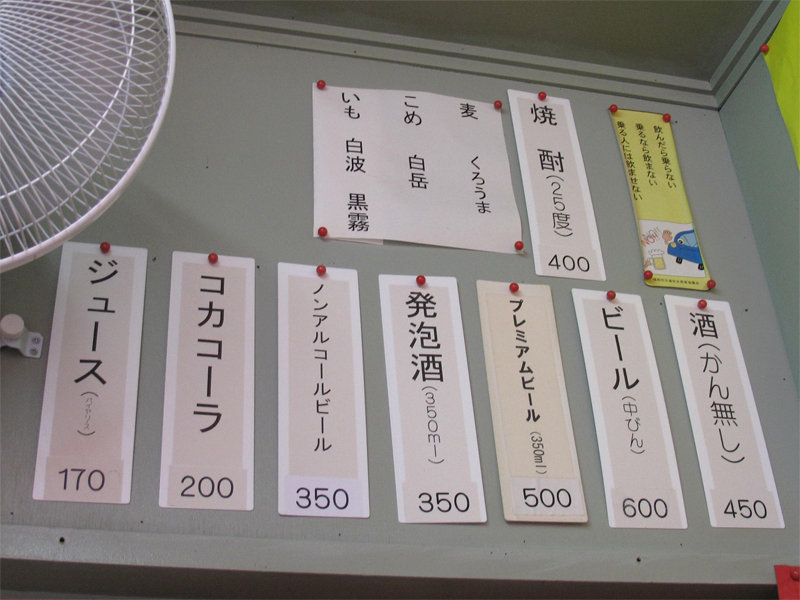 焼酎(25度)
400
麦 くろうま
こめ 白岳
いも 白波 黒霧
飲んだら乗らない
乗るなら飲まない
乗る人には飲ませない
酒(かん無し)
450
ビール(中びん)
600
プレミアムビール(350ml)
500
発泡酒(350ml)
350
ノンアルコールビール
350
コカコーラ
200
ジュース(バヤリース)
170